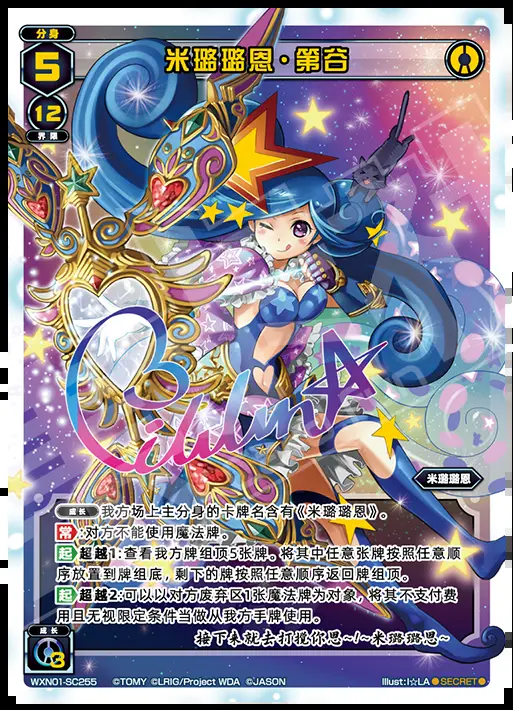 分身
5
米璐璐恩·第谷
12
界限
Milulun☆
米璐璐恩
成长 我方场上主分身的卡牌名含有《米璐璐恩》。
常:对方不能使用魔法牌。
起 超越1:查看我方牌组顶5张牌。将其中任意张牌按照任意顺
序放置到牌组底,剩下的牌按照任意顺序返回牌组顶。
起 超越2:可以以对方废弃区1张魔法牌为对象,将其不支付费
用且无视限定条件当做从我方手牌使用。
接下来就去打搅你恩~!~米璐璐恩~
成长
3
WXN01-SC255 ©TOMY ©LRIG/Project WDA ©JASON Illust:I☆LA ●SECRET●